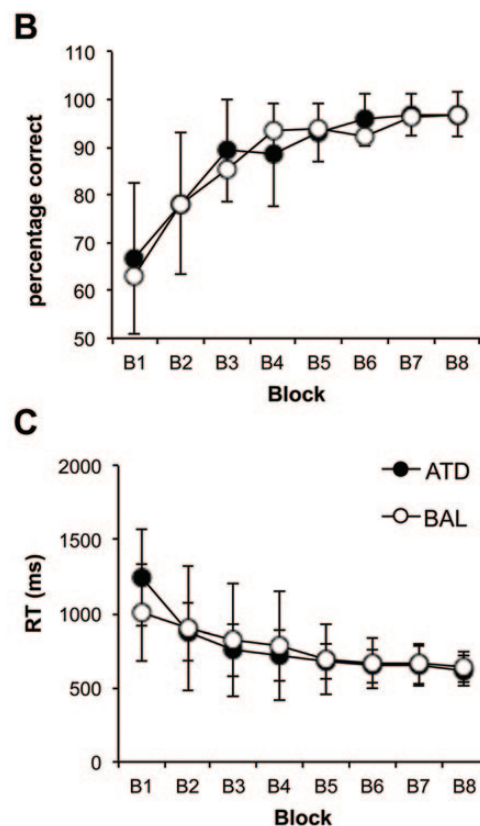 B
110
100
90
80
70
60
50
percentage correct
B1 B2 B3 B4 B5 B6 B7 B8
Block
C
2000
1500
1000
500
0
RT (ms)
ATD
BAL
B1 B2 B3 B4 B5 B6 B7 B8
Block